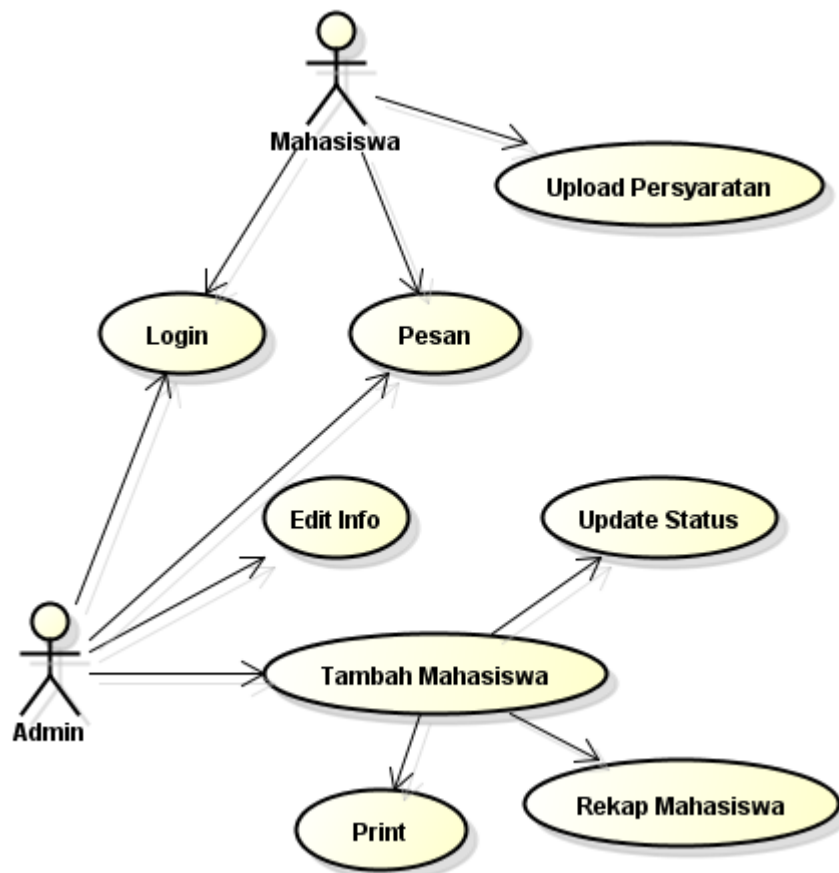 Mahasiswa
Upload Persyaratan
Login
Pesan
Edit Info
Update Status
Tambah Mahasiswa
Admin
Rekap Mahasiswa
Print